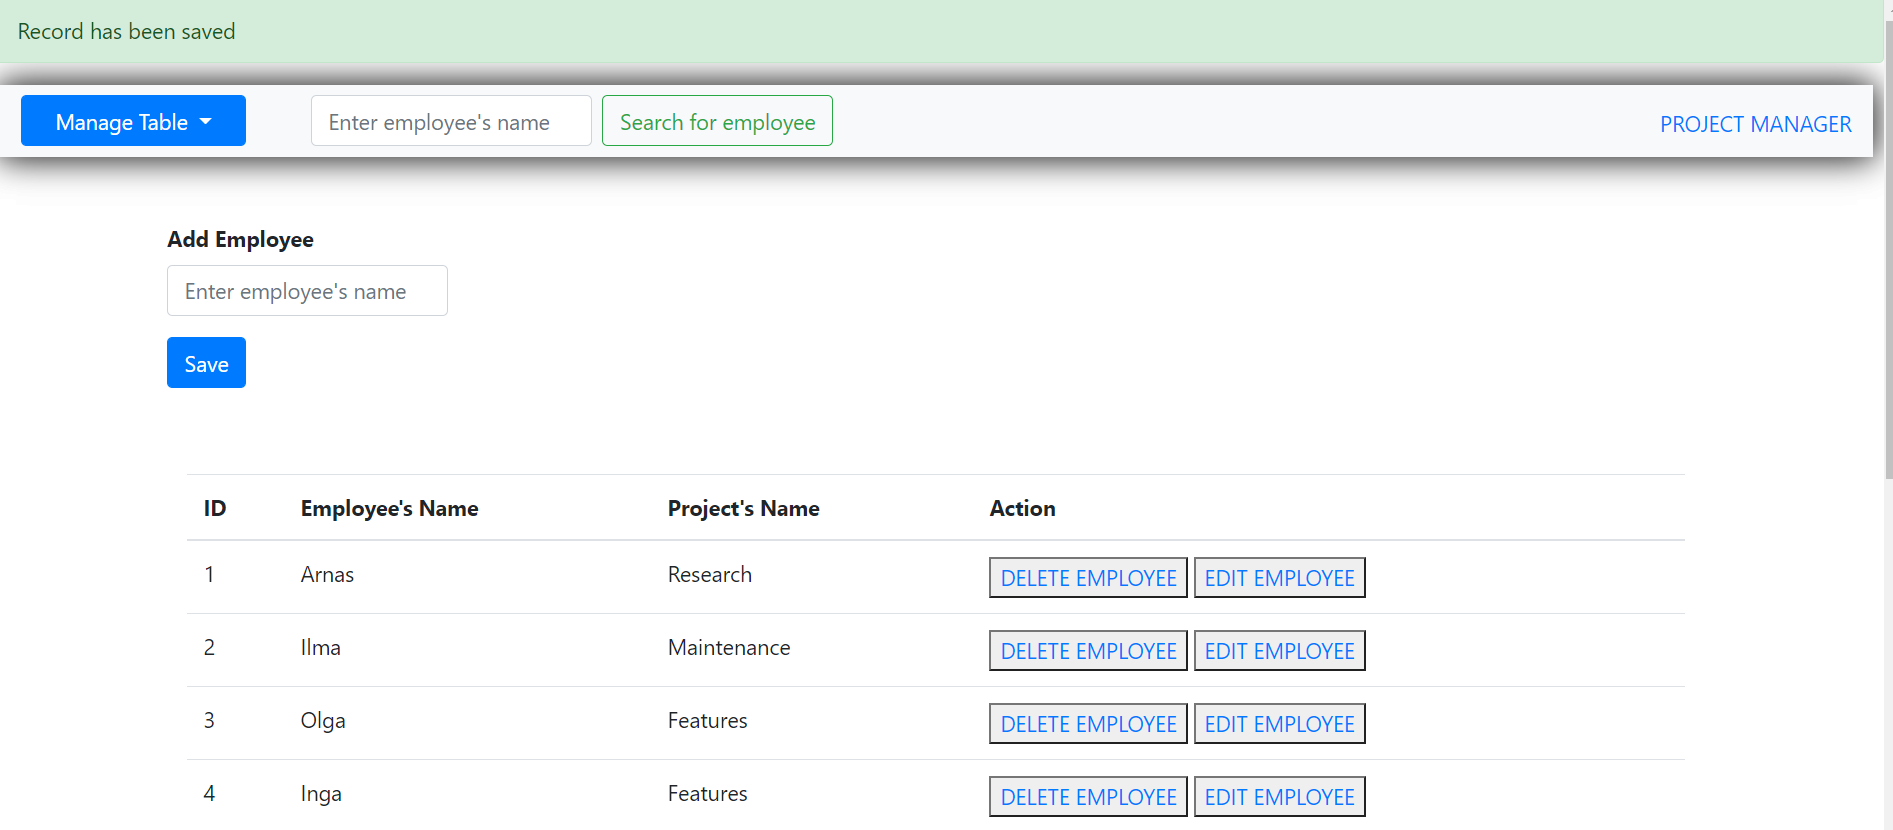 Record has been saved
Manage Table Enter employee's name Search for employee PROJECT MANAGER
Add Employee
Enter employee's name
Save
ID Employee's Name Project's Name Action
1 Arnas Research DELETE EMPLOYEE EDIT EMPLOYEE
2 Ilma Maintenance DELETE EMPLOYEE EDIT EMPLOYEE
3 Olga Features DELETE EMPLOYEE EDIT EMPLOYEE
4 Inga Features DELETE EMPLOYEE EDIT EMPLOYEE